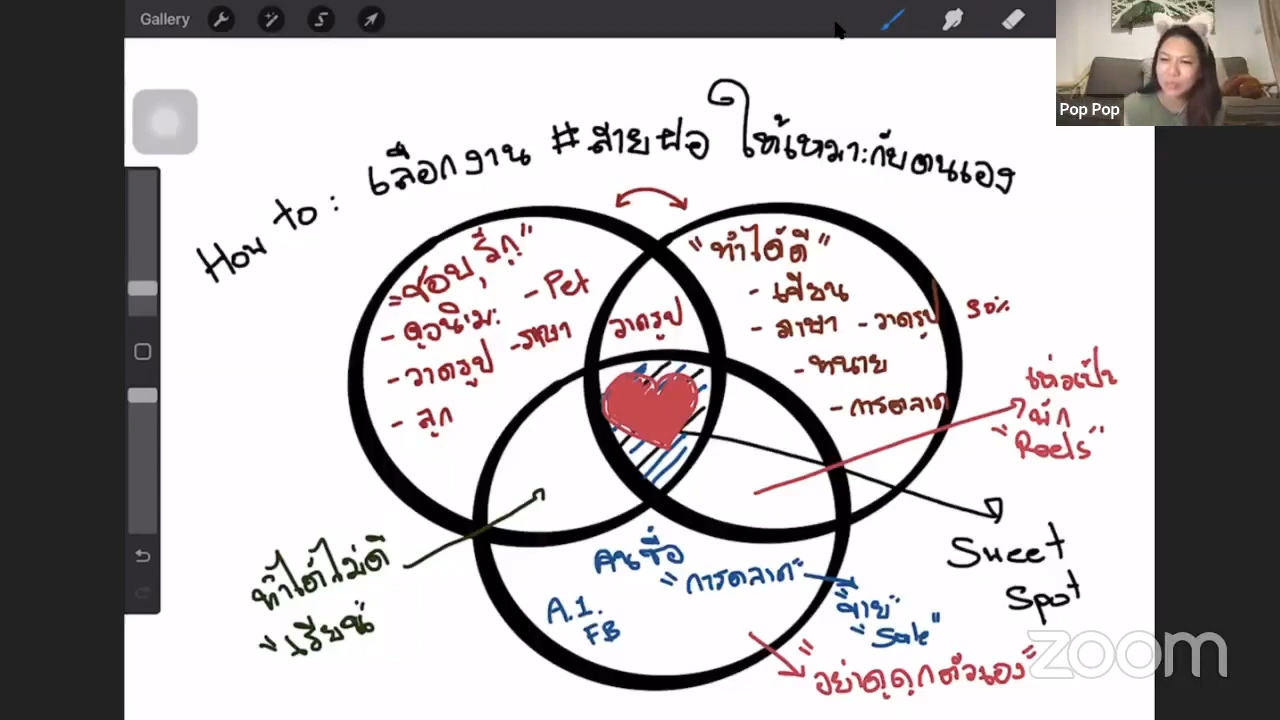 Gallery
Pop Pop
How to: เลือกงาน #สายฝอ ให้เหมาะกับตนเอง
"ชอบ, รัก"
- ดูอนิเมะ
- Pet
- วาดรูป
- ภาษา
- ลูก
วาดรูป
"ทำได้ดี"
- เขียน
- ภาษา - วาดรูป
- ทนาย
- การตลาด
30%
"Reels"
Sweet
Spot
ทำได้ไม่ดี
"เรียน"
คนซื้อ
"การตลาด"
"ขาย"
"Sale"
A.I.
FB
"อย่าดูถูกตัวเอง"
zoom